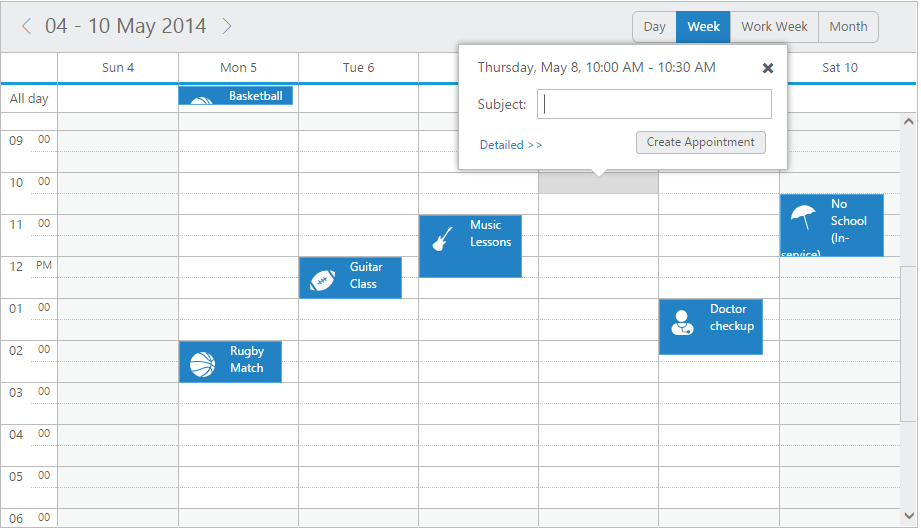 04 - 10 May 2014
Day Week Work Week Month
Sun 4 Mon 5 Tue 6 Sat 10
Thursday, May 8, 10:00 AM - 10:30 AM
Subject:
Detailed >>
Create Appointment
All day
Basketball
09 00
10 00
11 00
12 PM
01 00
02 00
03 00
04 00
05 00
06 00
No
School
(In-
service)
Music
Lessons
Guitar
Class
Doctor
checkup
Rugby
Match